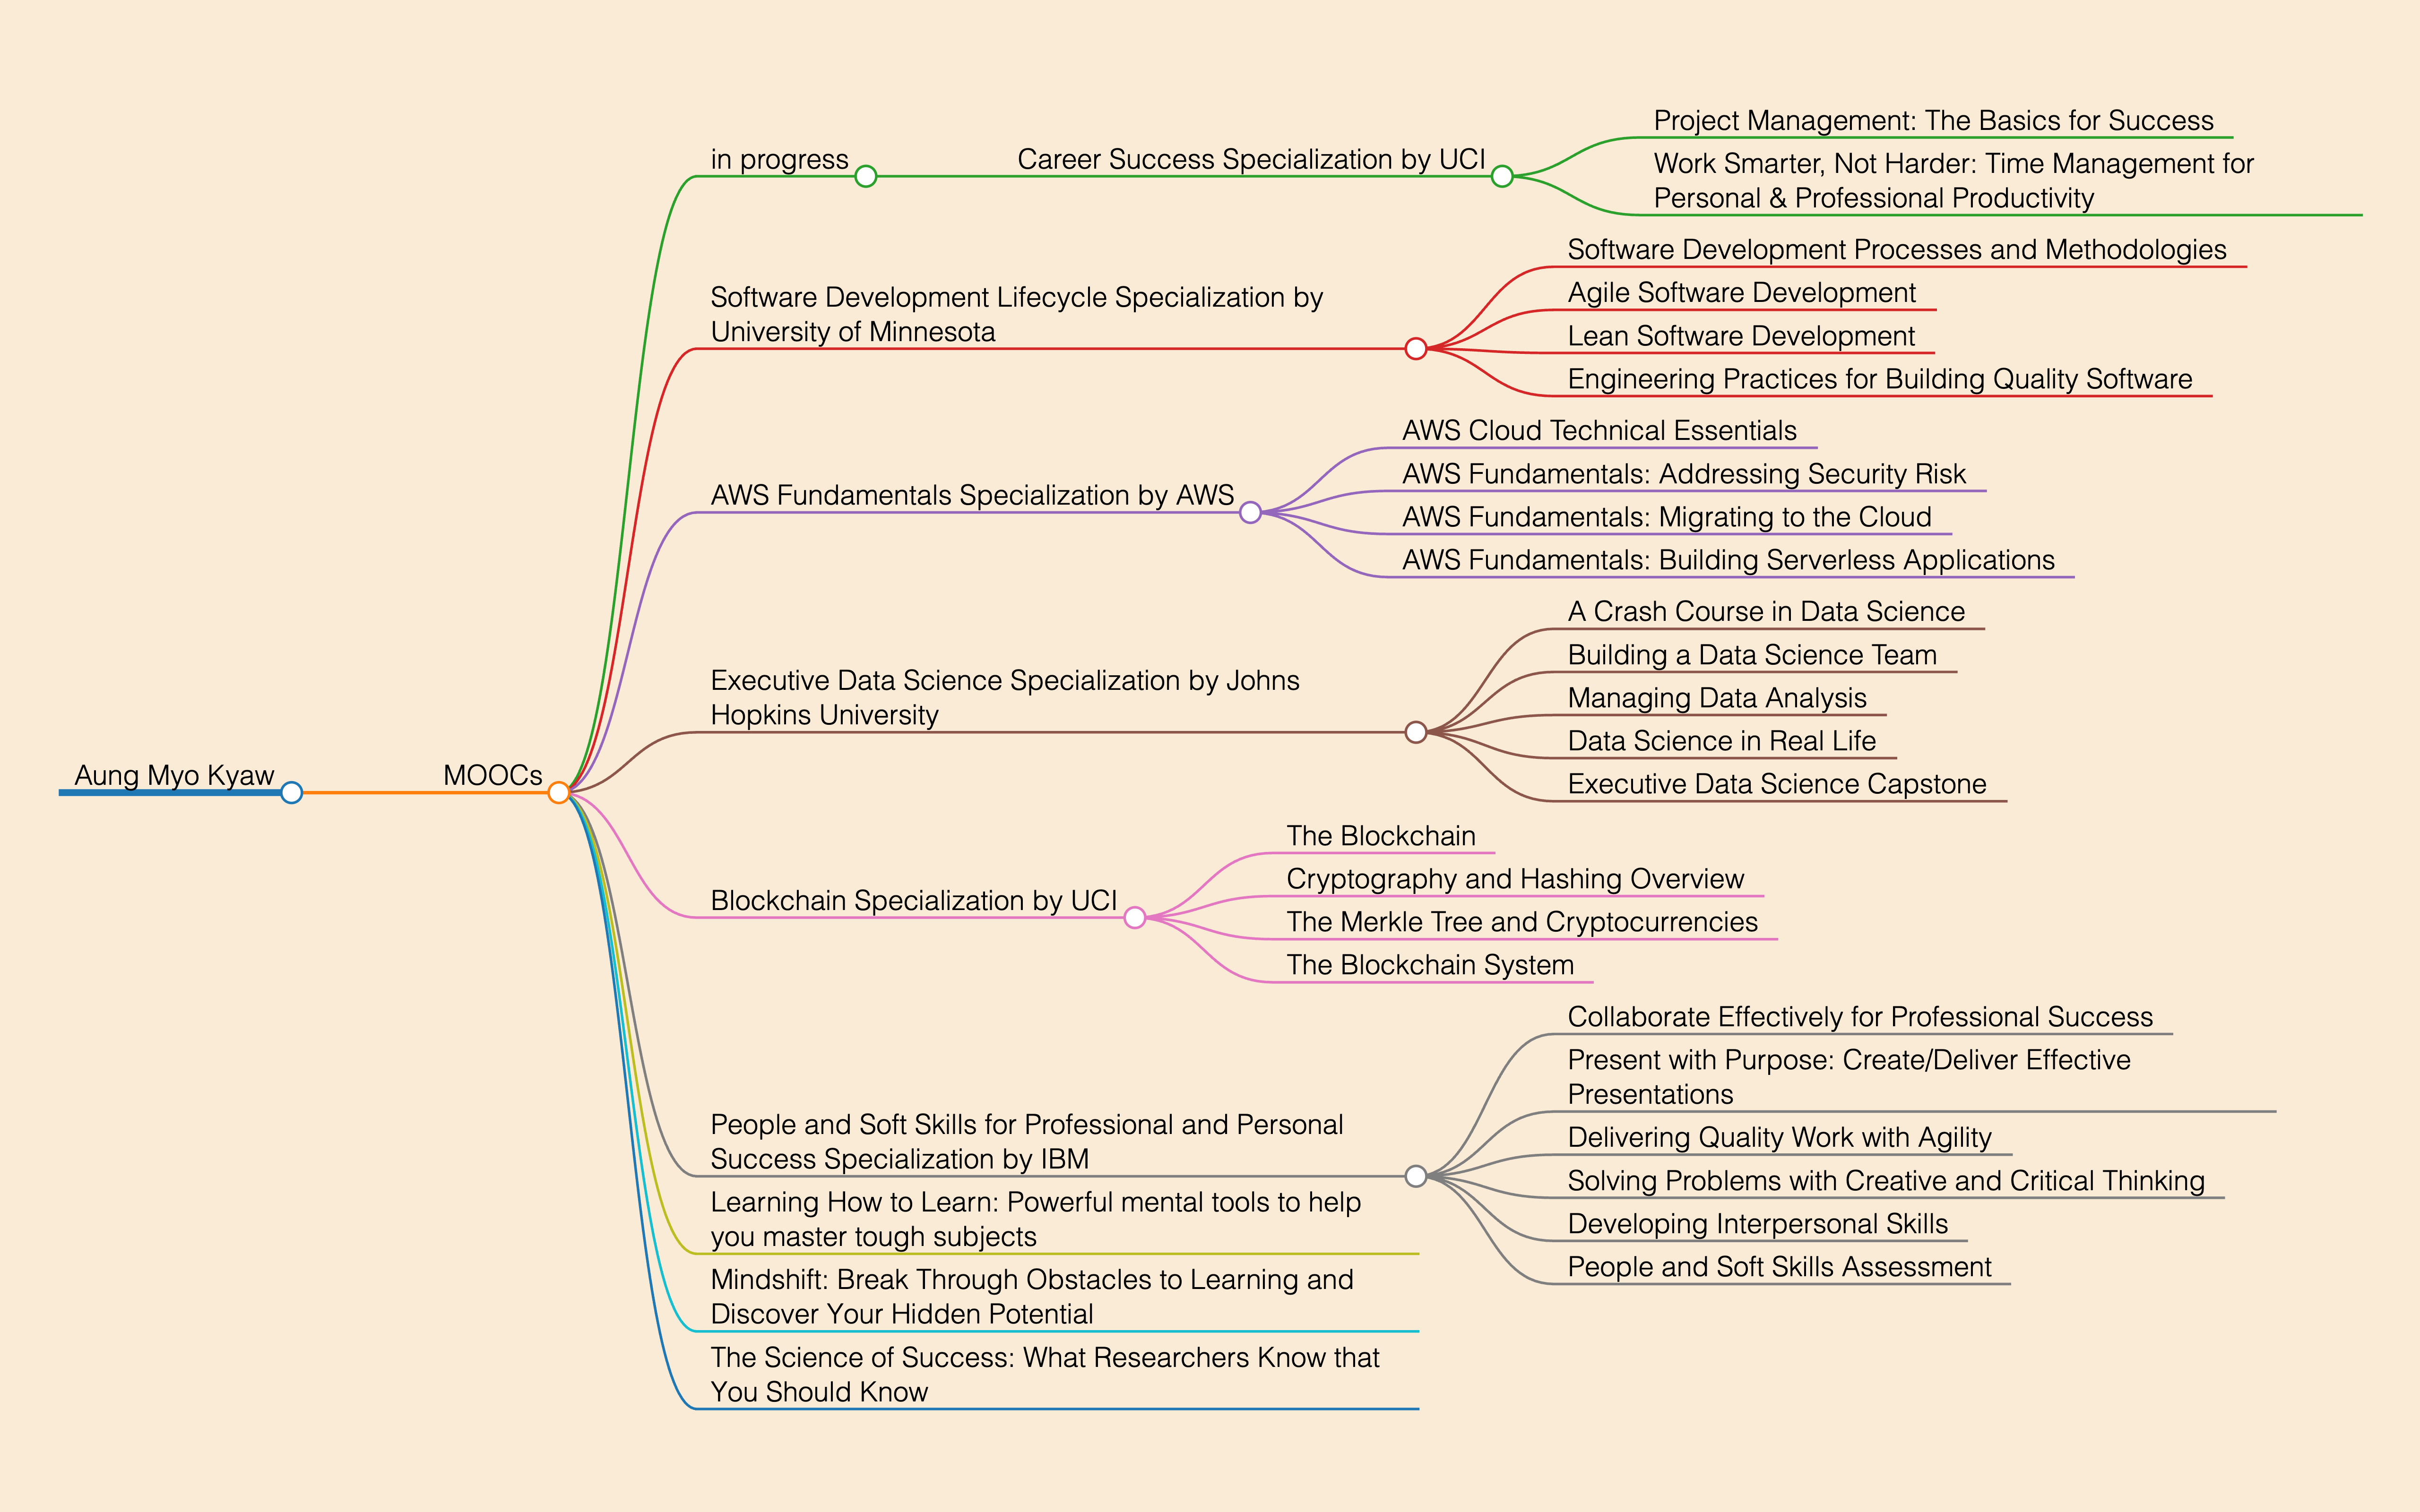 Aung Myo Kyaw
MOOCs
in progress
Career Success Specialization by UCI
Project Management: The Basics for Success
Work Smarter, Not Harder: Time Management for
Personal & Professional Productivity
Software Development Lifecycle Specialization by
University of Minnesota
Software Development Processes and Methodologies
Agile Software Development
Lean Software Development
Engineering Practices for Building Quality Software
AWS Fundamentals Specialization by AWS
AWS Cloud Technical Essentials
AWS Fundamentals: Addressing Security Risk
AWS Fundamentals: Migrating to the Cloud
AWS Fundamentals: Building Serverless Applications
Executive Data Science Specialization by Johns
Hopkins University
A Crash Course in Data Science
Building a Data Science Team
Managing Data Analysis
Data Science in Real Life
Executive Data Science Capstone
Blockchain Specialization by UCI
The Blockchain
Cryptography and Hashing Overview
The Merkle Tree and Cryptocurrencies
The Blockchain System
People and Soft Skills for Professional and Personal
Success Specialization by IBM
Collaborate Effectively for Professional Success
Present with Purpose: Create/Deliver Effective
Presentations
Delivering Quality Work with Agility
Solving Problems with Creative and Critical Thinking
Developing Interpersonal Skills
People and Soft Skills Assessment
Learning How to Learn: Powerful mental tools to help
you master tough subjects
Mindshift: Break Through Obstacles to Learning and
Discover Your Hidden Potential
The Science of Success: What Researchers Know that
You Should Know